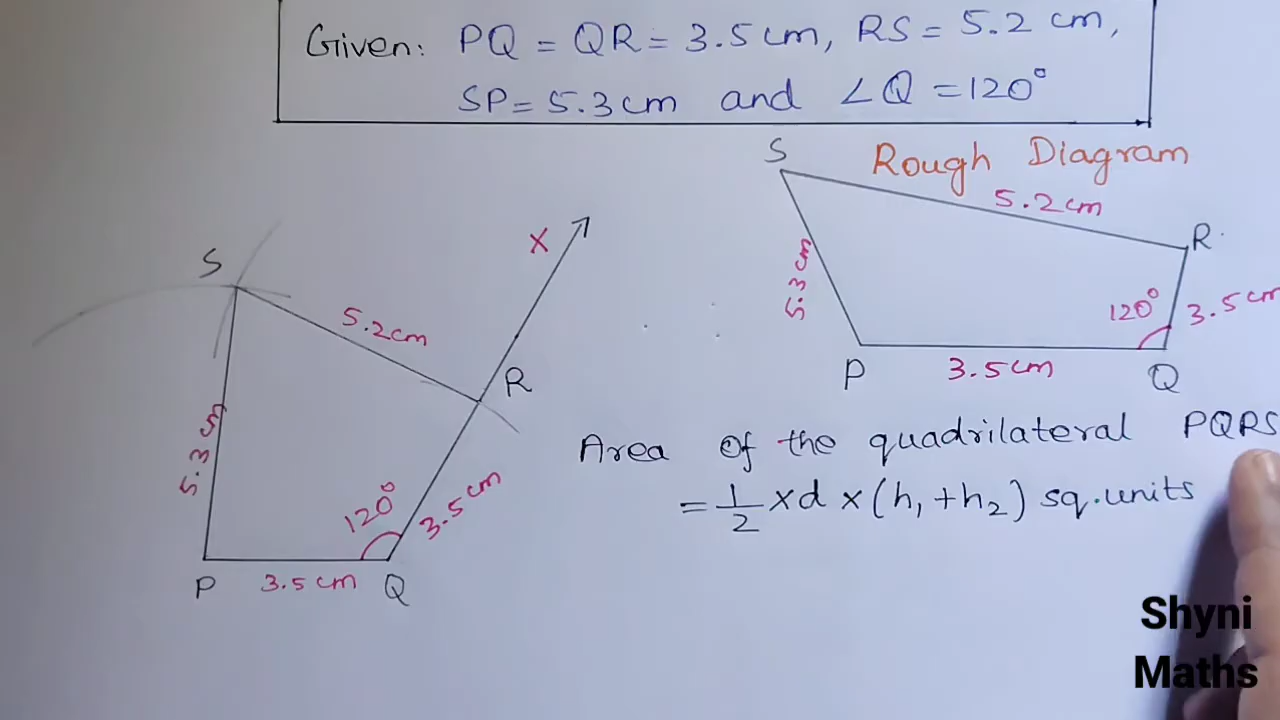 Given: PQ = QR = 3.5 cm, RS = 5.2 cm,
SP = 5.3 cm and ∠Q = 120°
Rough Diagram
S
5.2 cm
R
5.3 cm
120°
3.5 cm
P
3.5 cm
Q
X
S
5.2 cm
R
5.3 cm
120°
3.5 cm
P
3.5 cm
Q
Area of the quadrilateral PQRS
= 1/2 × d × (h₁ + h₂) sq. units
Shyni
Maths